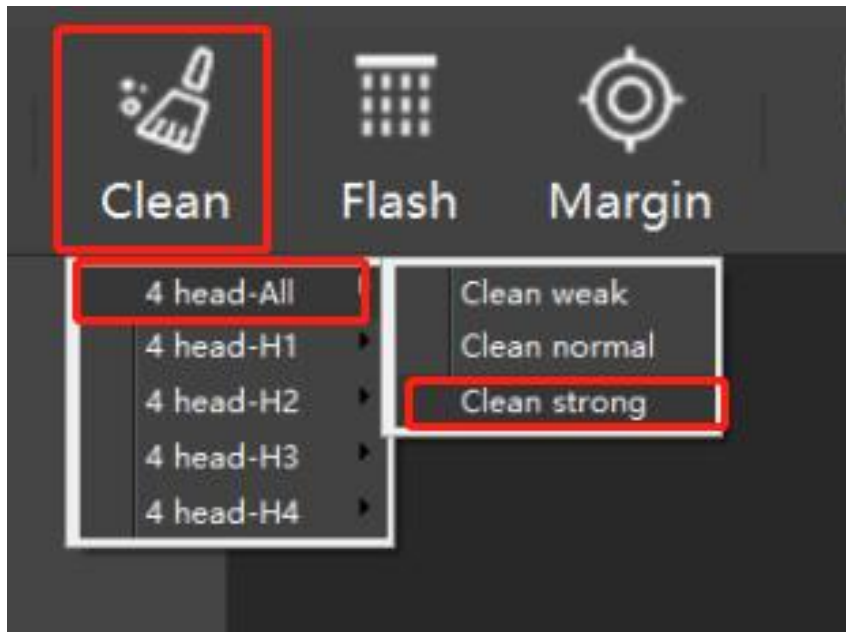 Clean Flash Margin
4 head-All
4 head-H1
4 head-H2
4 head-H3
4 head-H4
Clean weak
Clean normal
Clean strong